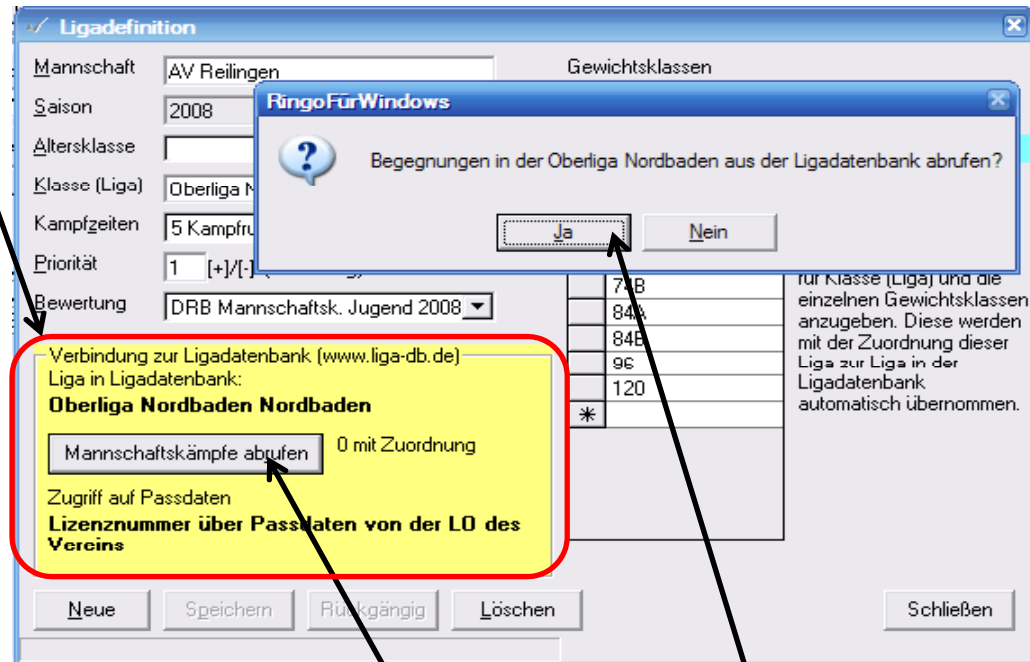 Ligadefinition
Mannschaft
AV Reilingen
Gewichtsklassen
Saison
2008
Altersklasse
Klasse (Liga)
Oberliga
Kampfzeiten
5
Priorität
1 [+]/[-]
Bewertung
DRB Mannschaftsk. Jugend 2008
RingoFürWindows
Begegnungen in der Oberliga Nordbaden aus der Ligadatenbank abrufen?
Ja
Nein
74B
84A
84B
96
120
*
für Klasse (Liga) und die
einzelnen Gewichtsklassen
anzugeben. Diese werden
mit der Zuordnung dieser
Liga zur Liga in der
Ligadatenbank
automatisch übernommen.
Verbindung zur Ligadatenbank (www.liga-db.de)
Liga in Ligadatenbank:
Oberliga Nordbaden Nordbaden
Mannschaftskämpfe abrufen
0 mit Zuordnung
Zugriff auf Passdaten
Lizenznummer über Passdaten von der LO des
Vereins
Neue
Speichern
Rückgängig
Löschen
Schließen